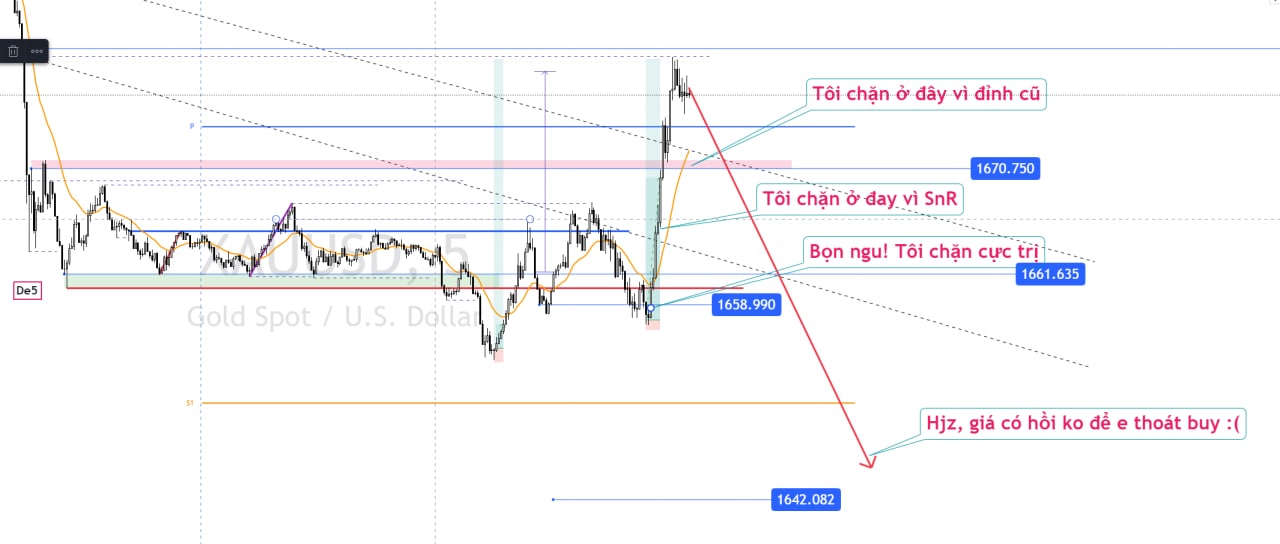 Tôi chặn ở đây vì đỉnh cũ
P
1670.750
Tôi chặn ở đay vì SnR
Bọn ngu! Tôi chặn cực trị
XAUUSD, 5
1661.635
De5
1658.990
Gold Spot / U.S. Dollar
S1
Hjz, giá có hồi ko để e thoát buy :(
1642.082